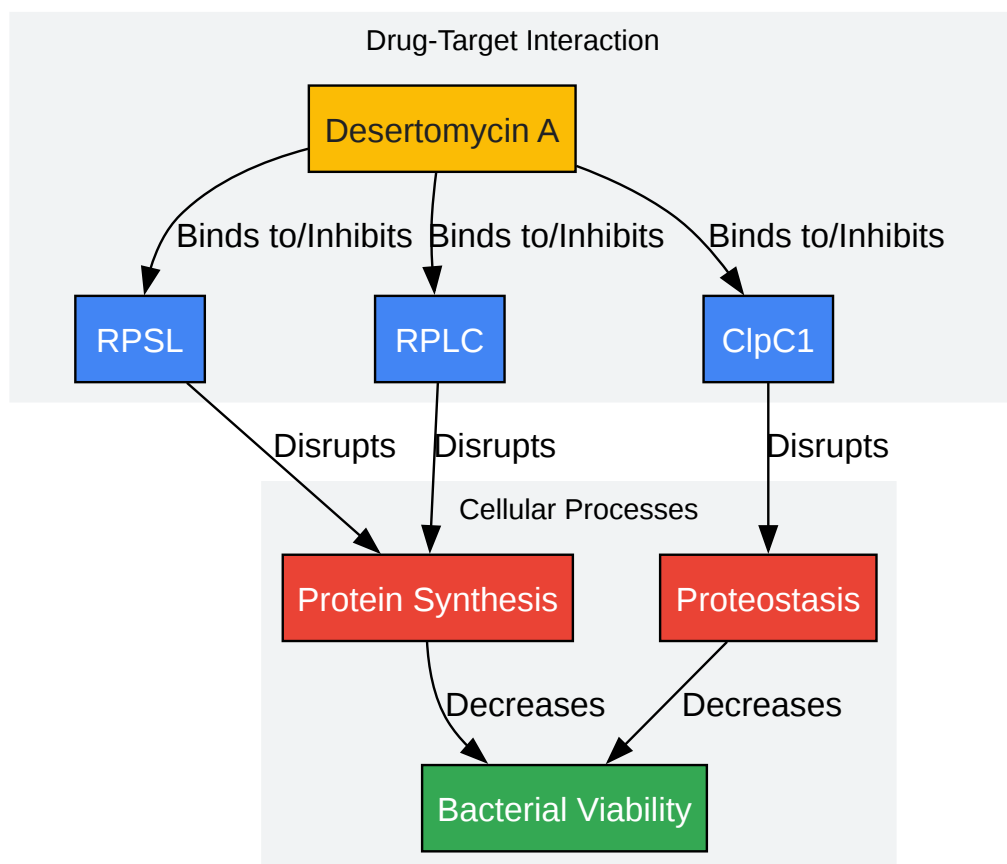 Drug-Target Interaction
Desertomycin A
Binds to/Inhibits
Binds to/Inhibits
Binds to/Inhibits
RPSL
RPLC
ClpC1
Disrupts
Disrupts
Disrupts
Cellular Processes
Protein Synthesis
Proteostasis
Decreases
Decreases
Bacterial Viability